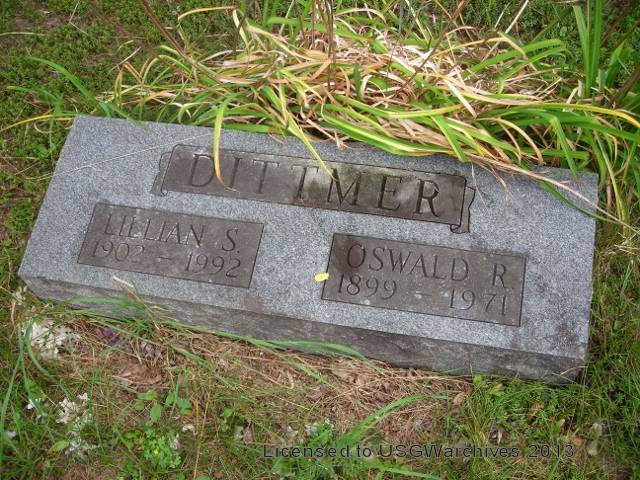 DITTMER
LILLIAN S.
1902 - 1992
OSWALD R.
1899 - 1971
Licensed to USGWarchives 2013